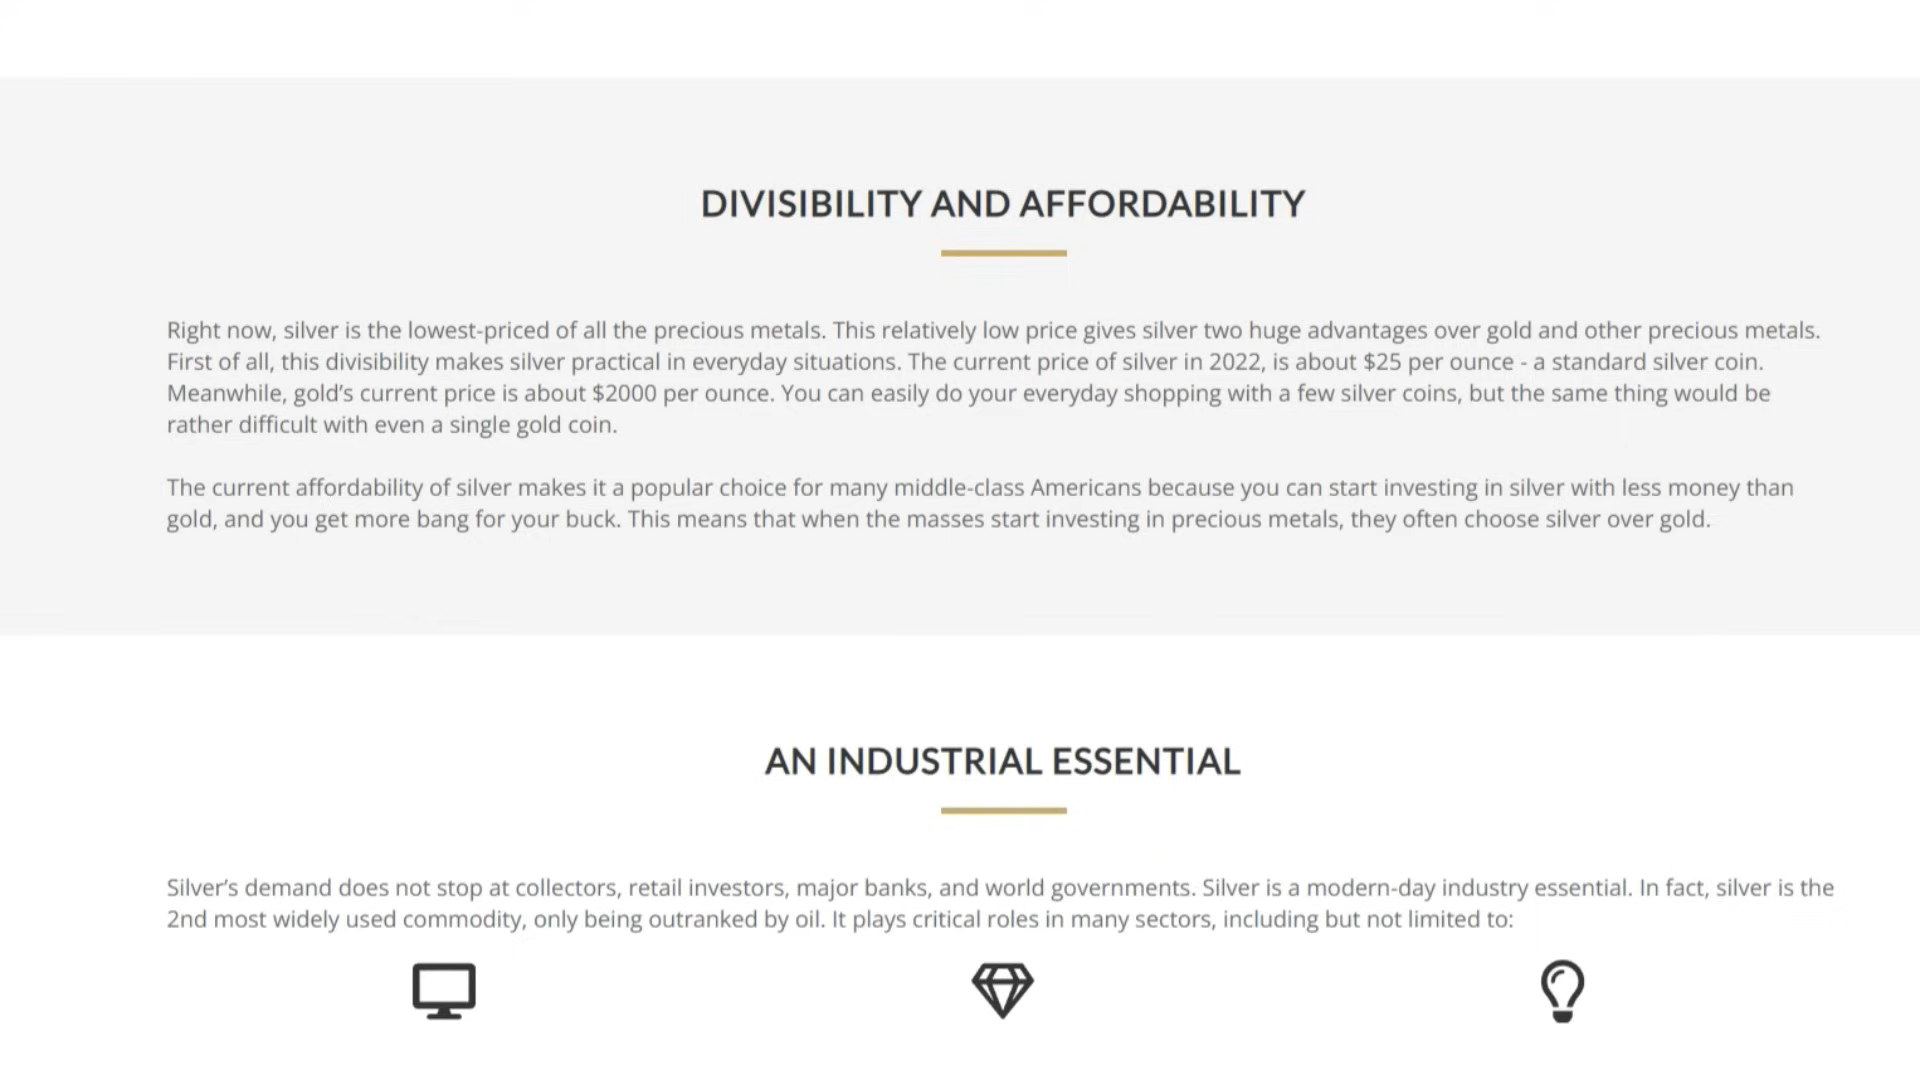 DIVISIBILITY AND AFFORDABILITY
Right now, silver is the lowest-priced of all the precious metals. This relatively low price gives silver two huge advantages over gold and other precious metals.
First of all, this divisibility makes silver practical in everyday situations. The current price of silver in 2022, is about $25 per ounce - a standard silver coin.
Meanwhile, gold’s current price is about $2000 per ounce. You can easily do your everyday shopping with a few silver coins, but the same thing would be
rather difficult with even a single gold coin.
The current affordability of silver makes it a popular choice for many middle-class Americans because you can start investing in silver with less money than
gold, and you get more bang for your buck. This means that when the masses start investing in precious metals, they often choose silver over gold.
AN INDUSTRIAL ESSENTIAL
Silver’s demand does not stop at collectors, retail investors, major banks, and world governments. Silver is a modern-day industry essential. In fact, silver is the
2nd most widely used commodity, only being outranked by oil. It plays critical roles in many sectors, including but not limited to: